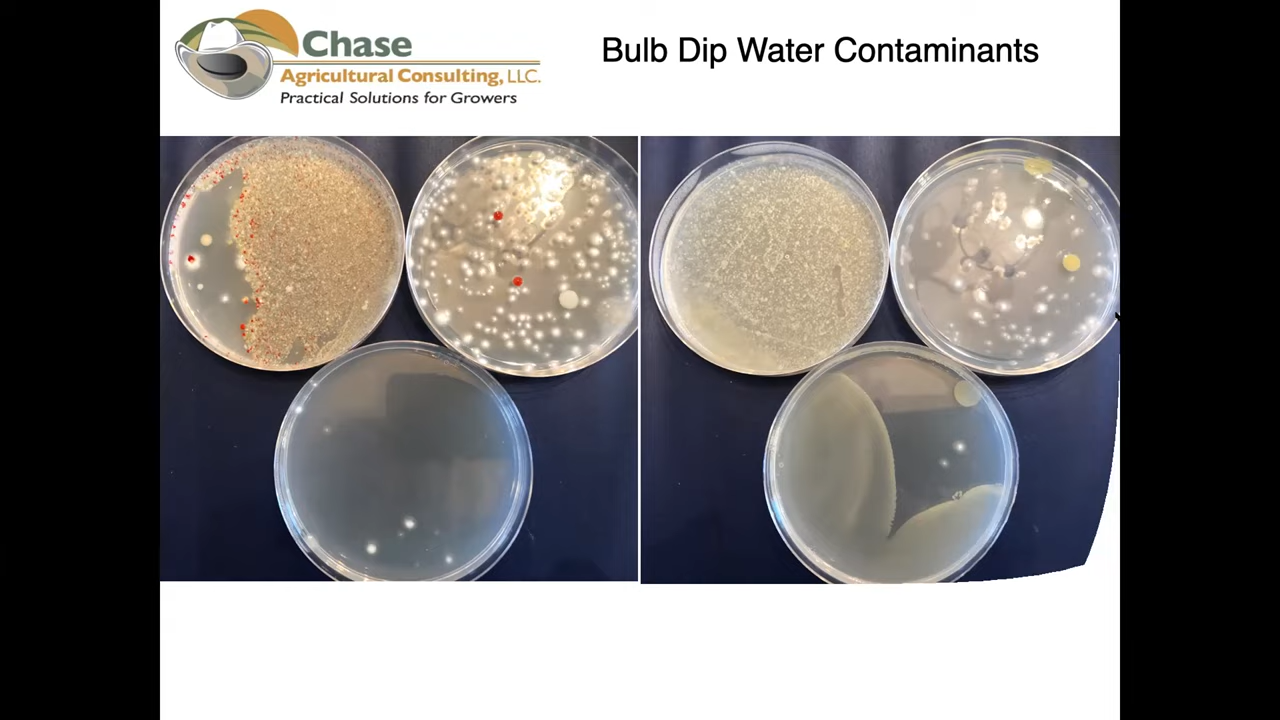 Chase
Agricultural Consulting, LLC.
Practical Solutions for Growers
Bulb Dip Water Contaminants